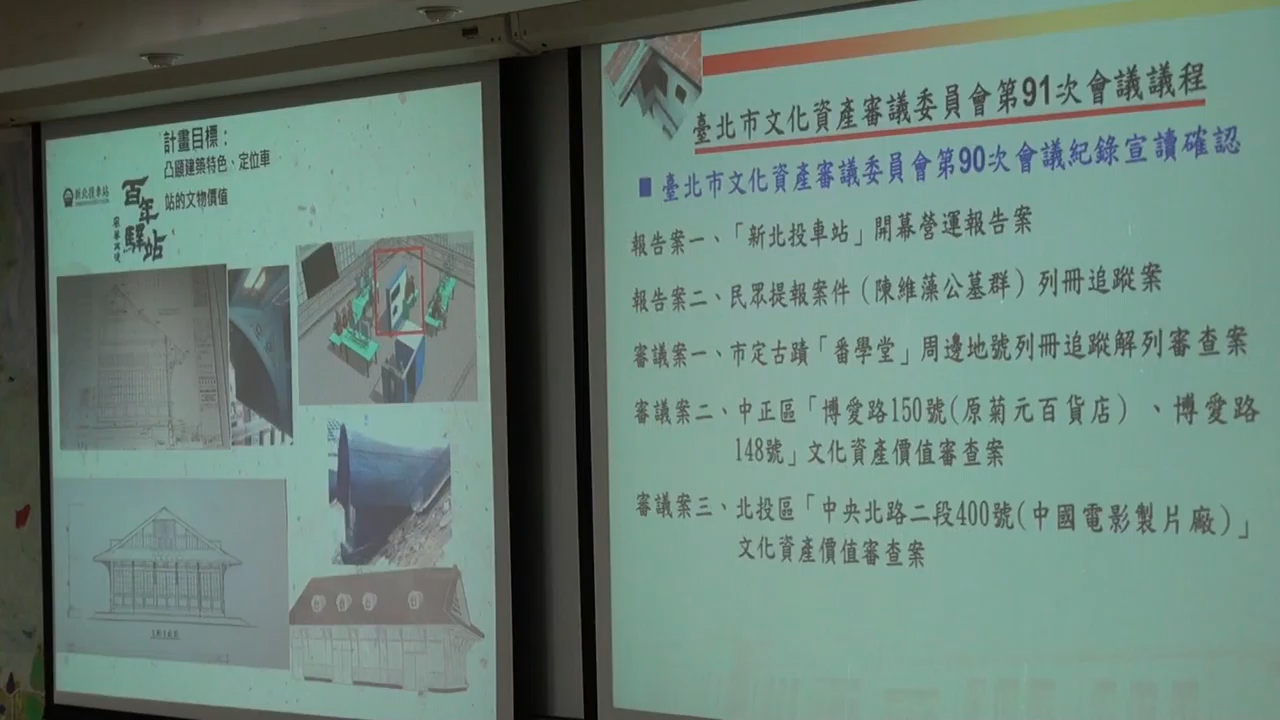 計畫目標：
凸顯建築特色、定位車
站的文物價值
新北投車站
百年
驛站
臺北市文化資產審議委員會第91次會議議程
■ 臺北市文化資產審議委員會第90次會議紀錄宣讀確認
報告案一、「新北投車站」開幕營運報告案
報告案二、民眾提報案件（陳維藻公墓群）列冊追蹤案
審議案一、市定古蹟「番學堂」周邊地號列冊追蹤解列審查案
審議案二、中正區「博愛路150號(原菊元百貨店）、博愛路
148號」文化資產價值審查案
審議案三、北投區「中央北路二段400號(中國電影製片廠)」
文化資產價值審查案